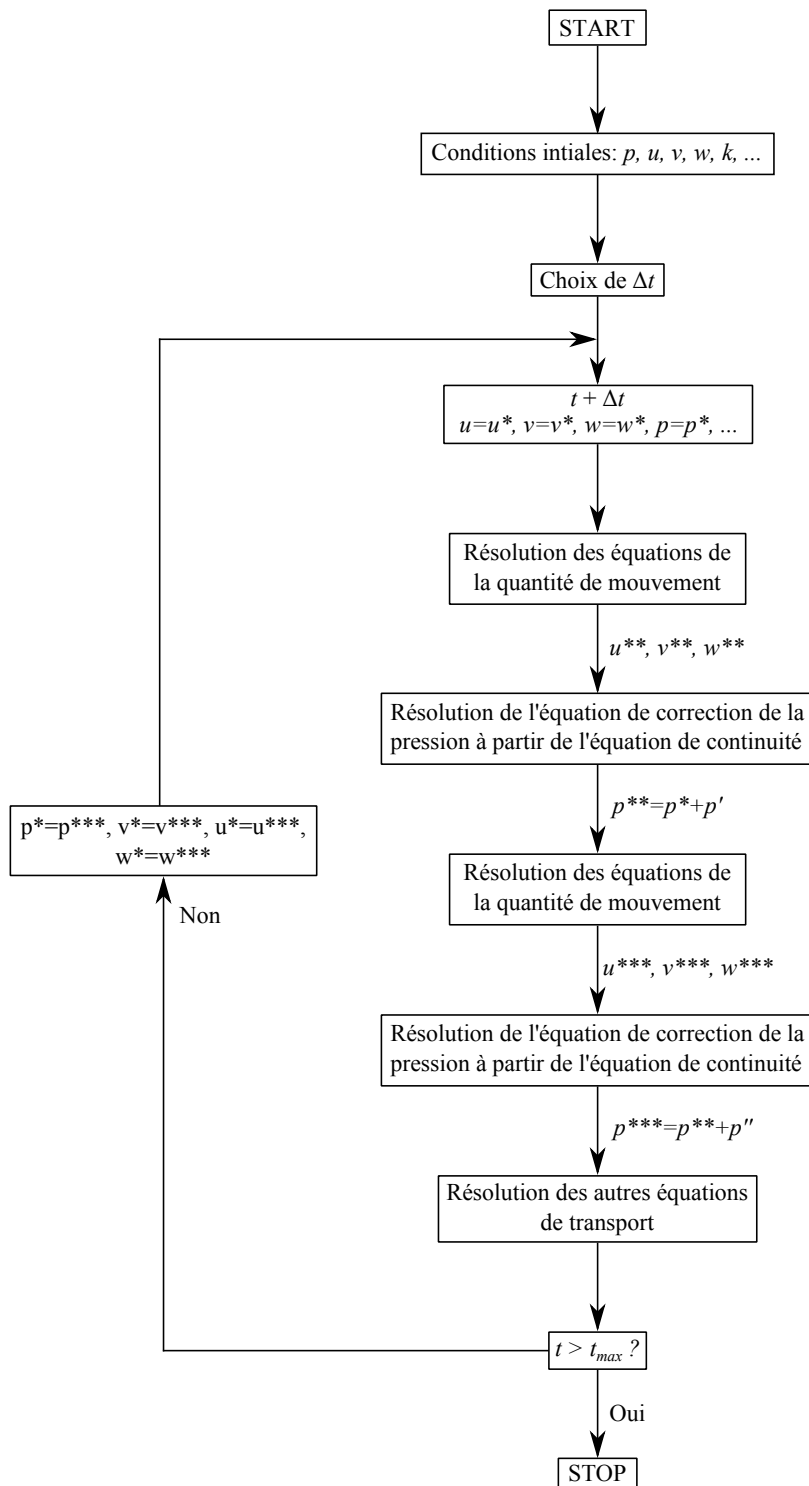 START
Conditions intiales: p, u, v, w, k, ...
Choix de Δt
t + Δt
u=u*, v=v*, w=w*, p=p*, ...
Résolution des équations de
la quantité de mouvement
u**, v**, w**
Résolution de l'équation de correction de la
pression à partir de l'équation de continuité
p**=p*+p'
Résolution des équations de
la quantité de mouvement
u***, v***, w***
Résolution de l'équation de correction de la
pression à partir de l'équation de continuité
p***=p**+p''
Résolution des autres équations
de transport
t > tmax ?
Non
p*=p***, v*=v***, u*=u***,
w*=w***
Oui
STOP